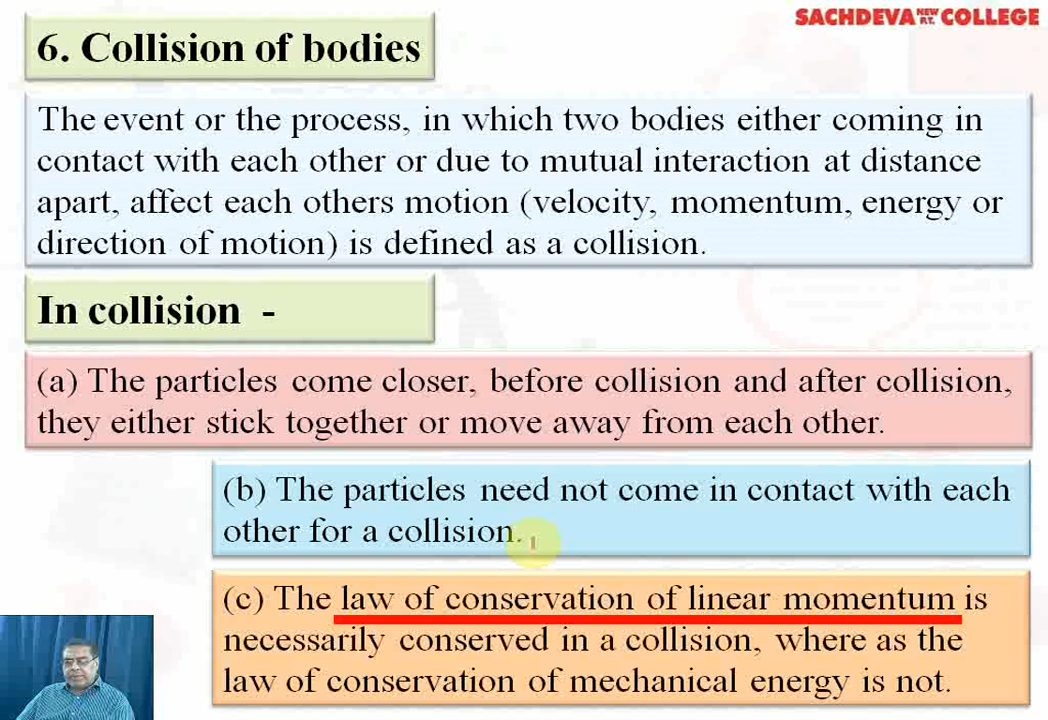 SACHDEVA NEW P.T. COLLEGE
6. Collision of bodies
The event or the process, in which two bodies either coming in
contact with each other or due to mutual interaction at distance
apart, affect each others motion (velocity, momentum, energy or
direction of motion) is defined as a collision.
In collision -
(a) The particles come closer, before collision and after collision,
they either stick together or move away from each other.
(b) The particles need not come in contact with each
other for a collision.
(c) The law of conservation of linear momentum is
necessarily conserved in a collision, where as the
law of conservation of mechanical energy is not.